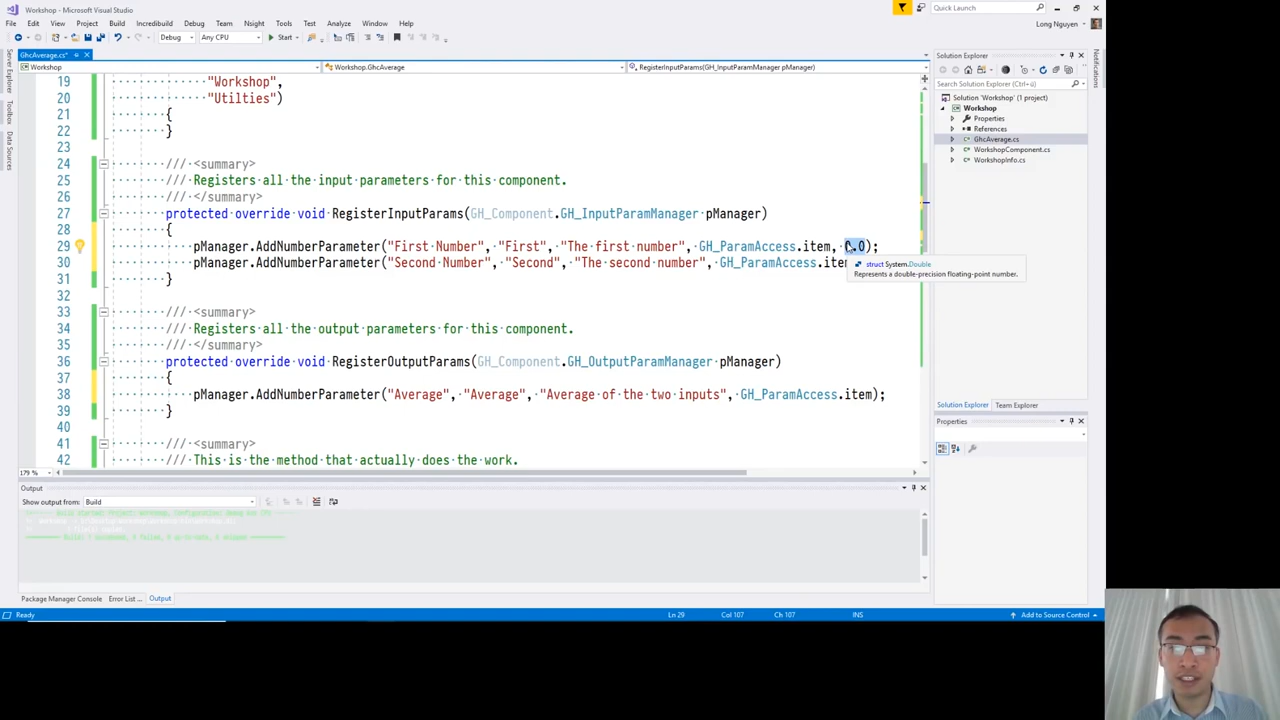 Workshop - Microsoft Visual Studio
Quick Launch
File Edit View Project Build Incredibuild Debug Team Nsight Tools Test Analyze Window Help
Long Nguyen
Debug Any CPU Start
GhcAverage.cs*
Workshop Workshop.GhcAverage RegisterInputParams(GH_InputParamManager pManager)
Server Explorer
Toolbox
Data Sources
19 "Workshop",
20 "Utilties")
21 {
22 }
23
24 /// <summary>
25 /// Registers all the input parameters for this component.
26 /// </summary>
27 protected override void RegisterInputParams(GH_Component.GH_InputParamManager pManager)
28 {
29 pManager.AddNumberParameter("First Number", "First", "The first number", GH_ParamAccess.item, 0.0);
30 pManager.AddNumberParameter("Second Number", "Second", "The second number", GH_ParamAccess.item
struct System.Double
Represents a double-precision floating-point number.
31 }
32
33 /// <summary>
34 /// Registers all the output parameters for this component.
35 /// </summary>
36 protected override void RegisterOutputParams(GH_Component.GH_OutputParamManager pManager)
37 {
38 pManager.AddNumberParameter("Average", "Average", "Average of the two inputs", GH_ParamAccess.item);
39 }
40
41 /// <summary>
42 /// This is the method that actually does the work.
179 %
Output
Show output from: Build
Package Manager Console Error List ... Output
Ready Ln 29 Col 107 Ch 107 INS Add to Source Control
Solution Explorer
Search Solution Explorer (Ctrl+ü)
Solution 'Workshop' (1 project)
Workshop
Properties
References
GhcAverage.cs
WorkshopComponent.cs
WorkshopInfo.cs
Solution Explorer Team Explorer
Properties
Notifications